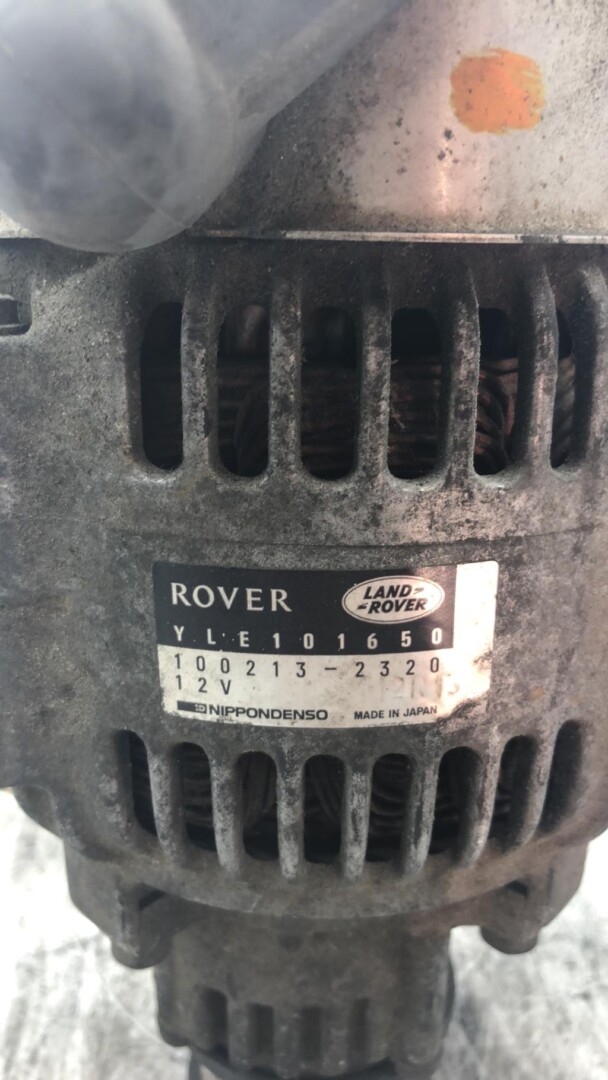 ROVER
LAND
ROVER
YLE101650
100213-2320
12V
NIPPONDENSO MADE IN JAPAN